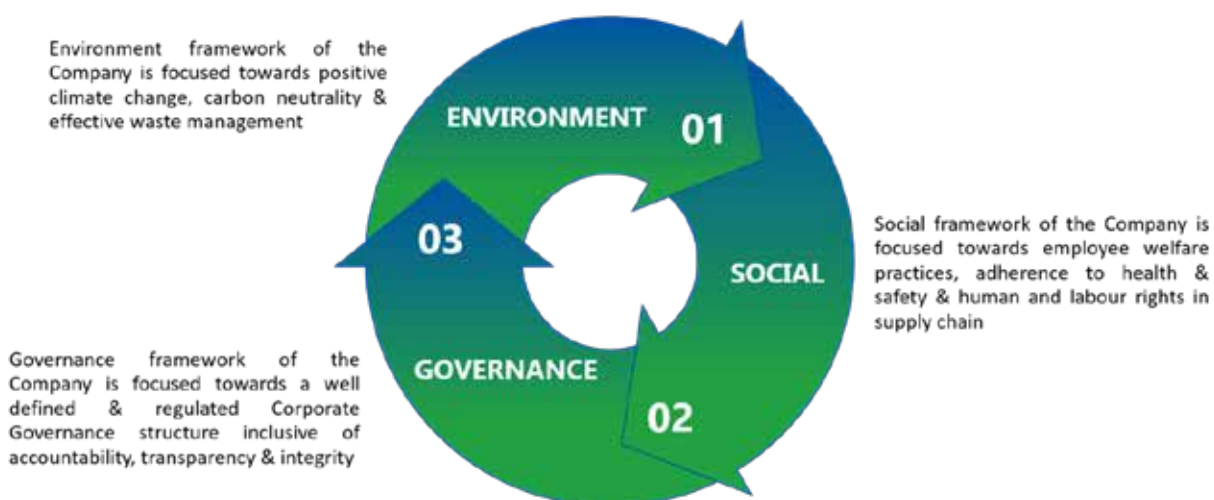 Environment framework of the
Company is focused towards positive
climate change, carbon neutrality &
effective waste management
ENVIRONMENT
01
Social framework of the Company is
focused towards employee welfare
practices, adherence to health &
safety & human and labour rights in
supply chain
SOCIAL
02
Governance framework of the
Company is focused towards a well
defined & regulated Corporate
Governance structure inclusive of
accountability, transparency & integrity
GOVERNANCE
03